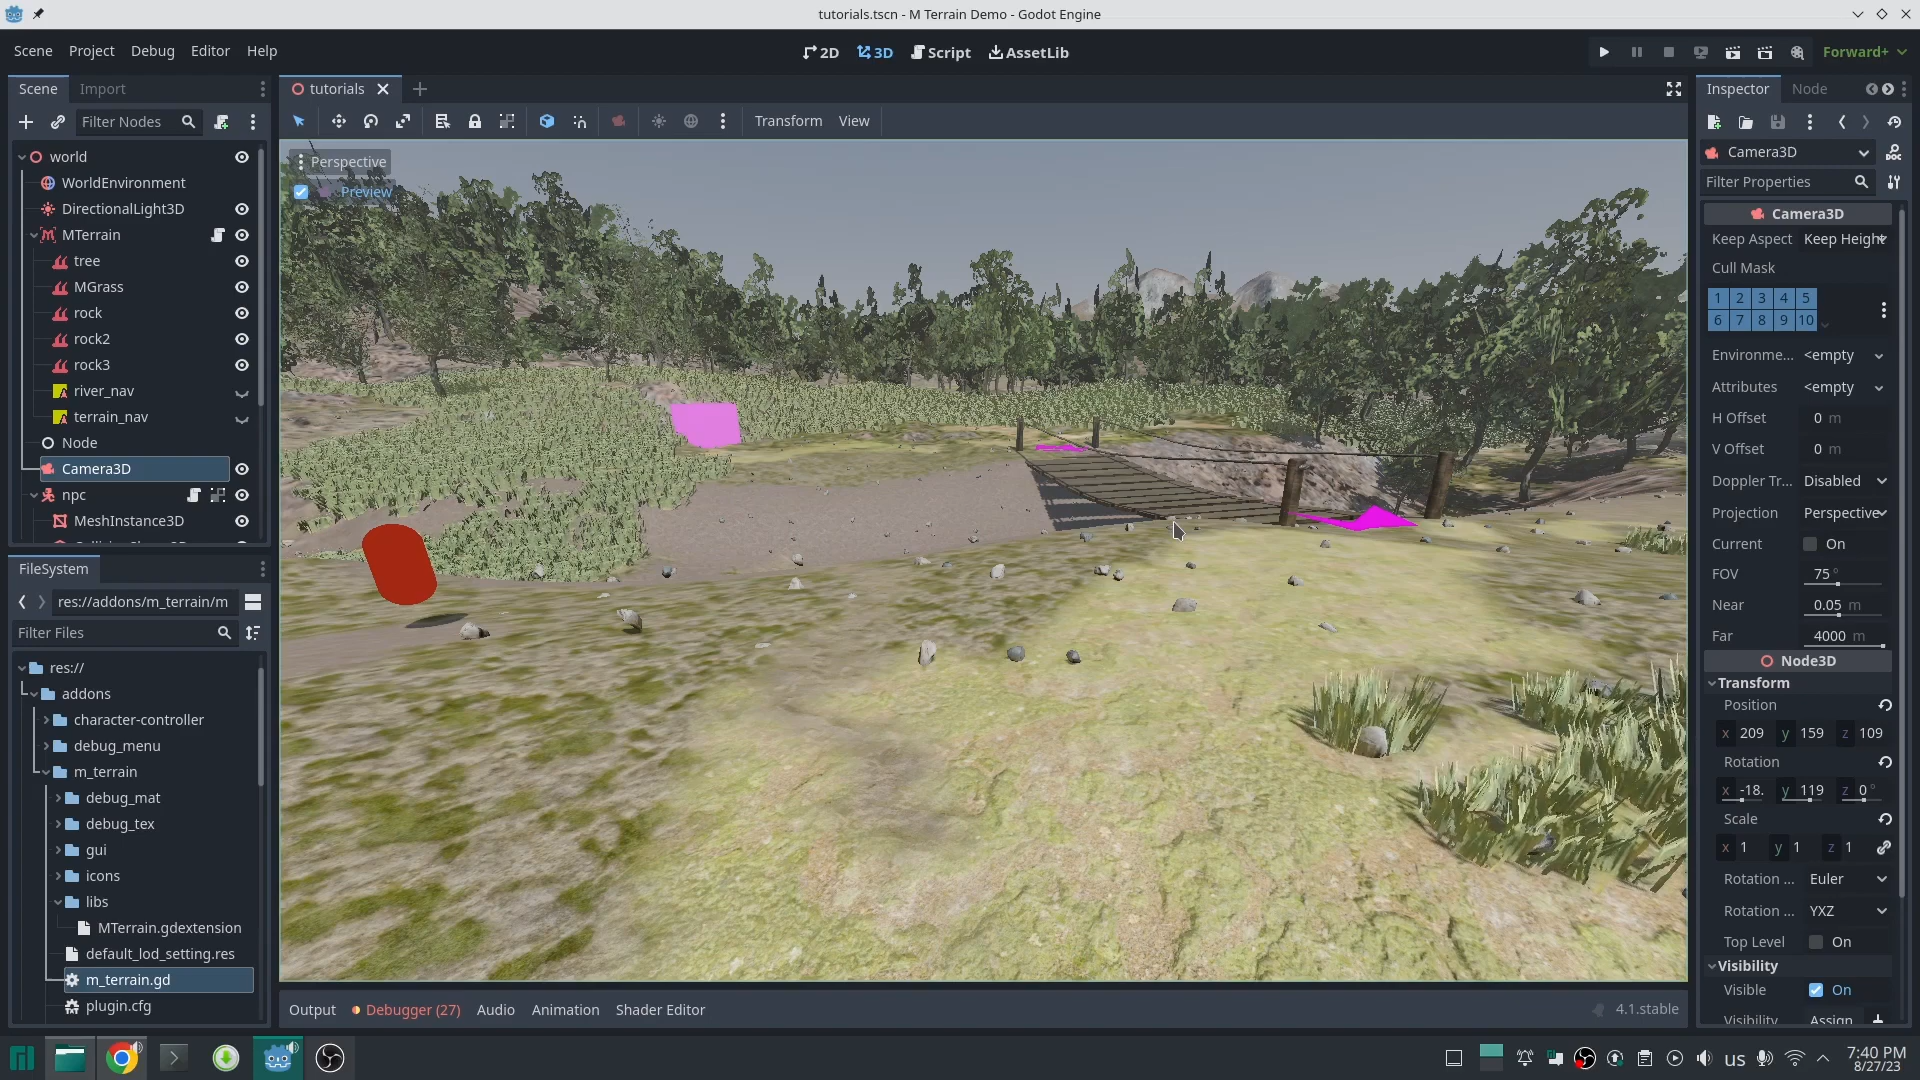 tutorials.tscn - M Terrain Demo - Godot Engine
Scene Project Debug Editor Help
2D 3D Script AssetLib
Forward+
Scene Import
Filter Nodes
world
WorldEnvironment
DirectionalLight3D
MTerrain
tree
MGrass
rock
rock2
rock3
river_nav
terrain_nav
Node
Camera3D
npc
MeshInstance3D
FileSystem
res://addons/m_terrain/m
Filter Files
res://
addons
character-controller
debug_menu
m_terrain
debug_mat
debug_tex
gui
icons
libs
MTerrain.gdextension
default_lod_setting.res
m_terrain.gd
plugin.cfg
tutorials
Transform View
Perspective
Preview
Output Debugger (27) Audio Animation Shader Editor
4.1.stable
Inspector Node
Camera3D
DOC
Filter Properties
Camera3D
Keep Aspect Keep Height
Cull Mask
1 2 3 4 5
6 7 8 9 10
Environme... <empty
Attributes <empty
H Offset 0 m
V Offset 0 m
Doppler Tr... Disabled
Projection Perspective
Current On
FOV 75 °
Near 0.05 m
Far 4000 m
Node3D
Transform
Position
x 209 y 159 z 109
Rotation
x -18. y 119 z 0 °
Scale
x 1 y 1 z 1
Rotation ... Euler
Rotation ... YXZ
Top Level On
Visibility
Visible On
Visibility Assign
us
7:40 PM
8/27/23